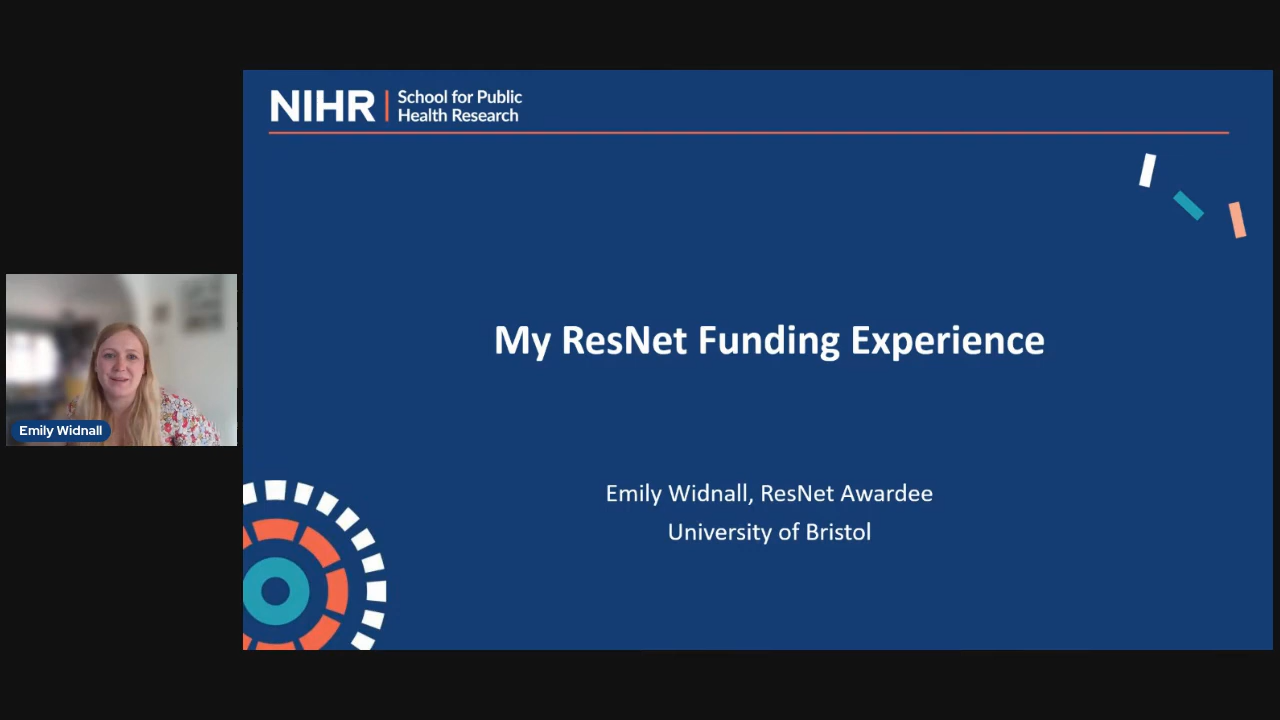 NIHR | School for Public
Health Research
My ResNet Funding Experience
Emily Widnall, ResNet Awardee
University of Bristol
Emily Widnall